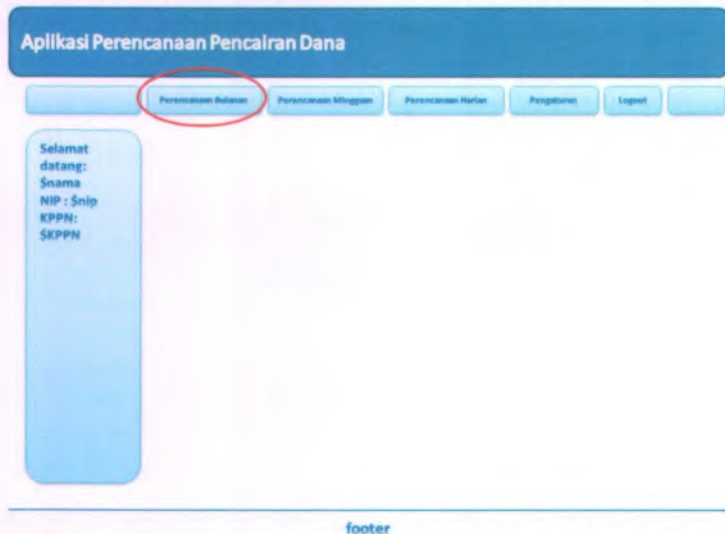 Aplikasi Perencanaan Pencairan Dana
Perencanaan Bulanan
Perencanaan Mingguan
Perencanaan Harian
Pengaturan
Logout
Selamat
datang:
$nama
NIP : $nip
KPPN:
$KPPN
footer